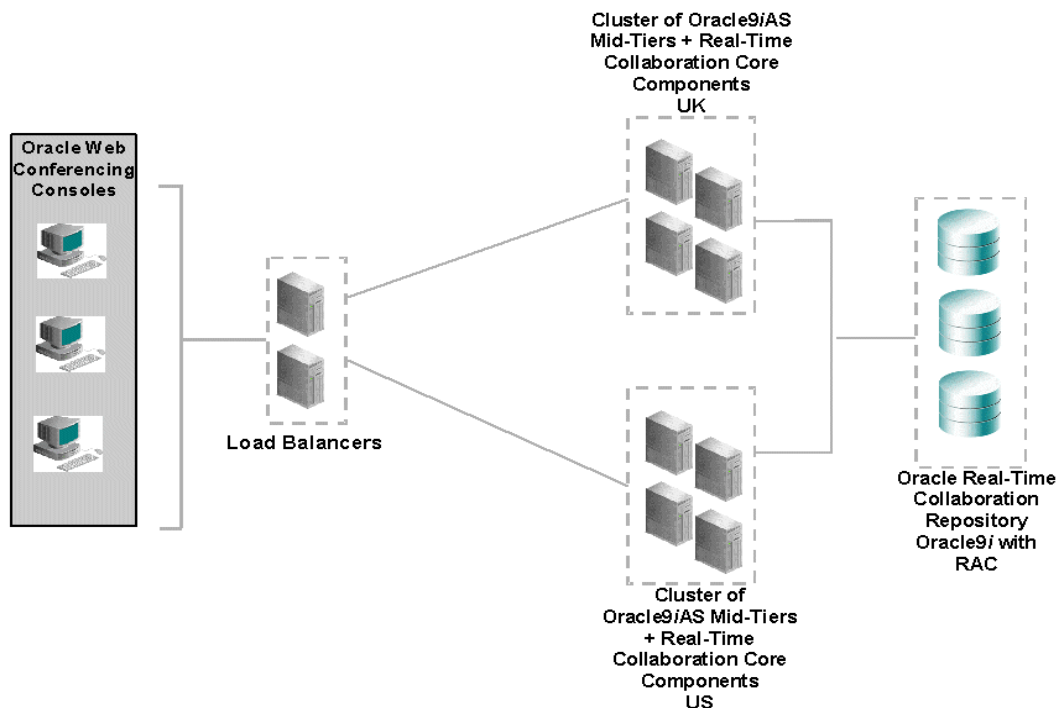 Cluster of Oracle9iAS
Mid-Tiers + Real-Time
Collaboration Core
Components
UK
Oracle Web
Conferencing
Consoles
Load Balancers
Oracle Real-Time
Collaboration
Repository
Oracle9i with
RAC
Cluster of
Oracle9iAS Mid-Tiers
+ Real-Time
Collaboration Core
Components
US